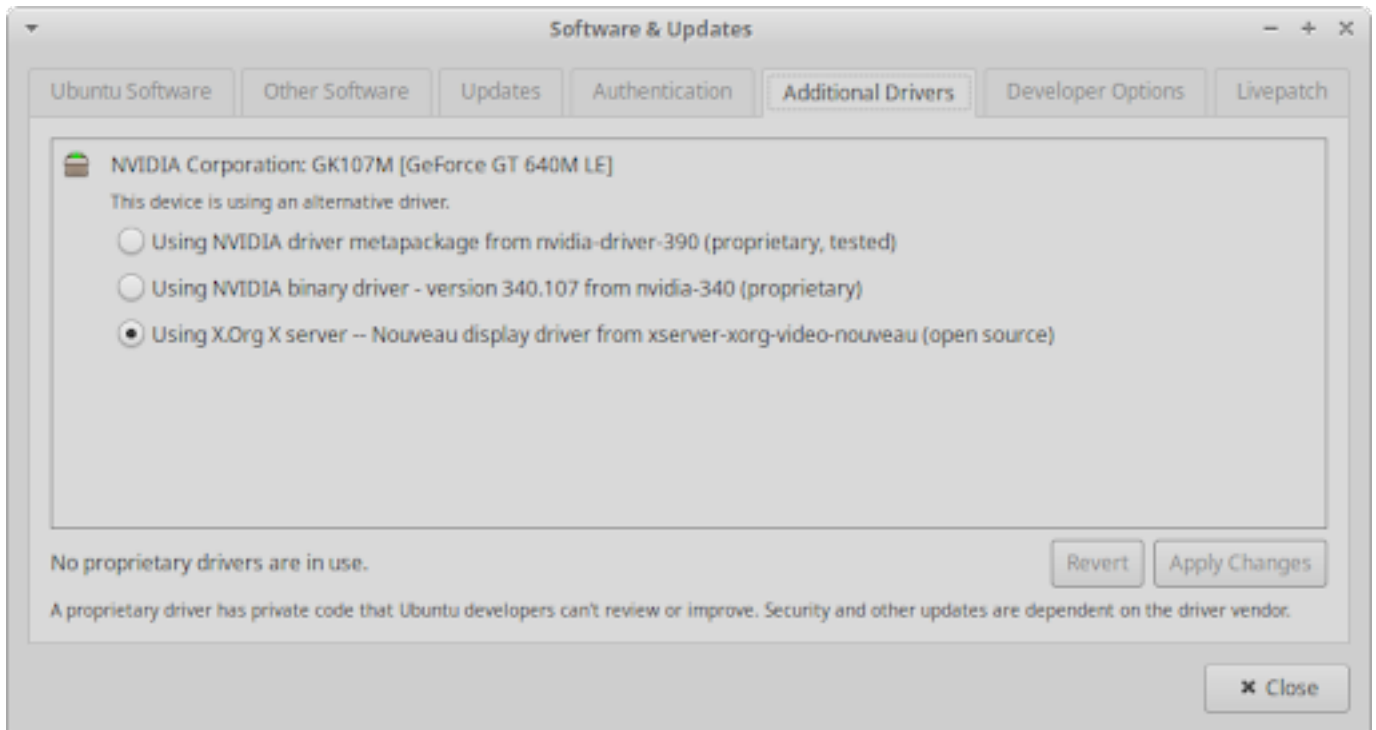 Software & Updates
Ubuntu Software Other Software Updates Authentication Additional Drivers Developer Options Livepatch
NVIDIA Corporation: GK107M [GeForce GT 640M LE]
This device is using an alternative driver.
Using NVIDIA driver metapackage from nvidia-driver-390 (proprietary, tested)
Using NVIDIA binary driver - version 340.107 from nvidia-340 (proprietary)
Using X.Org X server -- Nouveau display driver from xserver-xorg-video-nouveau (open source)
No proprietary drivers are in use. Revert Apply Changes
A proprietary driver has private code that Ubuntu developers can't review or improve. Security and other updates are dependent on the driver vendor.
Close